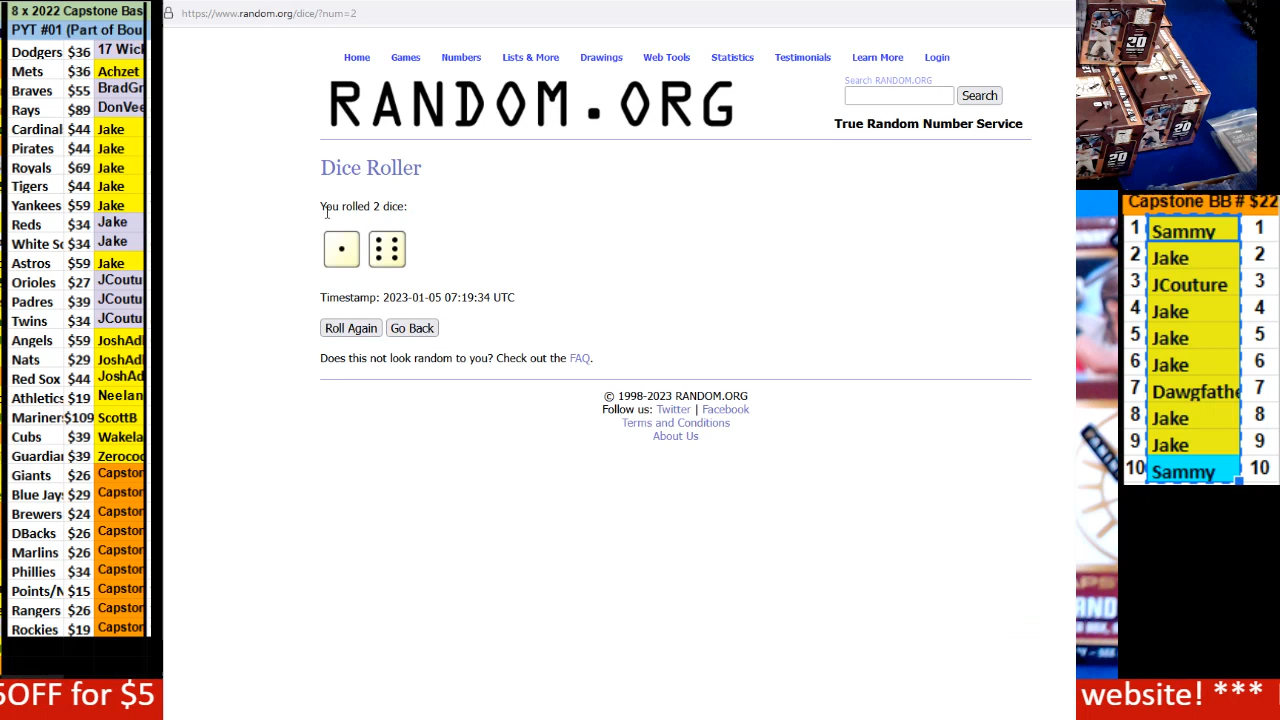 8 x 2022 Capstone Bas
PYT #01 (Part of Bou
Dodgers $36 17 Wick
Mets $36 Achzet
Braves $55 BradGr
Rays $89 DonVee
Cardinal $44 Jake
Pirates $44 Jake
Royals $69 Jake
Tigers $44 Jake
Yankees $59 Jake
Reds $34 Jake
White So $34 Jake
Astros $59 Jake
Orioles $27 JCoutu
Padres $39 JCoutu
Twins $34 JCoutu
Angels $59 JoshAdl
Nats $29 JoshAdl
Red Sox $44 JoshAd
Athletics $19 Neelan
Mariner $109 ScottB
Cubs $39 Wakela
Guardian $39 Zerocoo
Giants $26 Capston
Blue Jay $29 Capston
Brewers $24 Capston
DBacks $26 Capston
Marlins $26 Capston
Phillies $34 Capston
Points/N $15 Capston
Rangers $26 Capston
Rockies $19 Capston
https://www.random.org/dice/?num=2
Home Games Numbers Lists & More Drawings Web Tools Statistics Testimonials Learn More Login
RANDOM.ORG
Search RANDOM.ORG
Search
True Random Number Service
Dice Roller
You rolled 2 dice:
Timestamp: 2023-01-05 07:19:34 UTC
Roll Again Go Back
Does this not look random to you? Check out the FAQ.
© 1998-2023 RANDOM.ORG
Follow us: Twitter | Facebook
Terms and Conditions
About Us
20
20
20
Capstone BB # $22
1 Sammy 1
2 Jake 2
3 JCouture 3
4 Jake 4
5 Jake 5
6 Jake 6
7 Dawgfathe 7
8 Jake 8
9 Jake 9
10 Sammy 10
5OFF for $5
website! ***